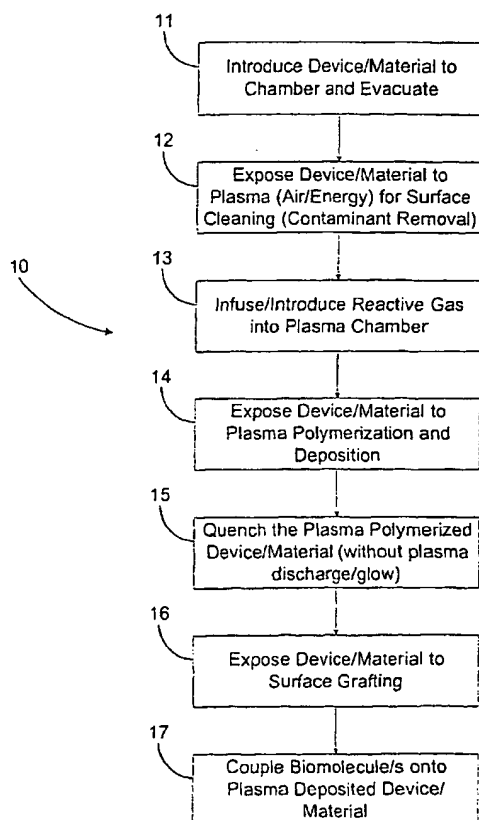 11
Introduce Device/Material to
Chamber and Evacuate
12
Expose Device/Material to
Plasma (Air/Energy) for Surface
Cleaning (Contaminant Removal)
10
13
Infuse/Introduce Reactive Gas
into Plasma Chamber
14
Expose Device/Material to
Plasma Polymerization and
Deposition
15
Quench the Plasma Polymerized
Device/Material (without plasma
discharge/glow)
16
Expose Device/Material to
Surface Grafting
17
Couple Biomolecule/s onto
Plasma Deposited Device/
Material